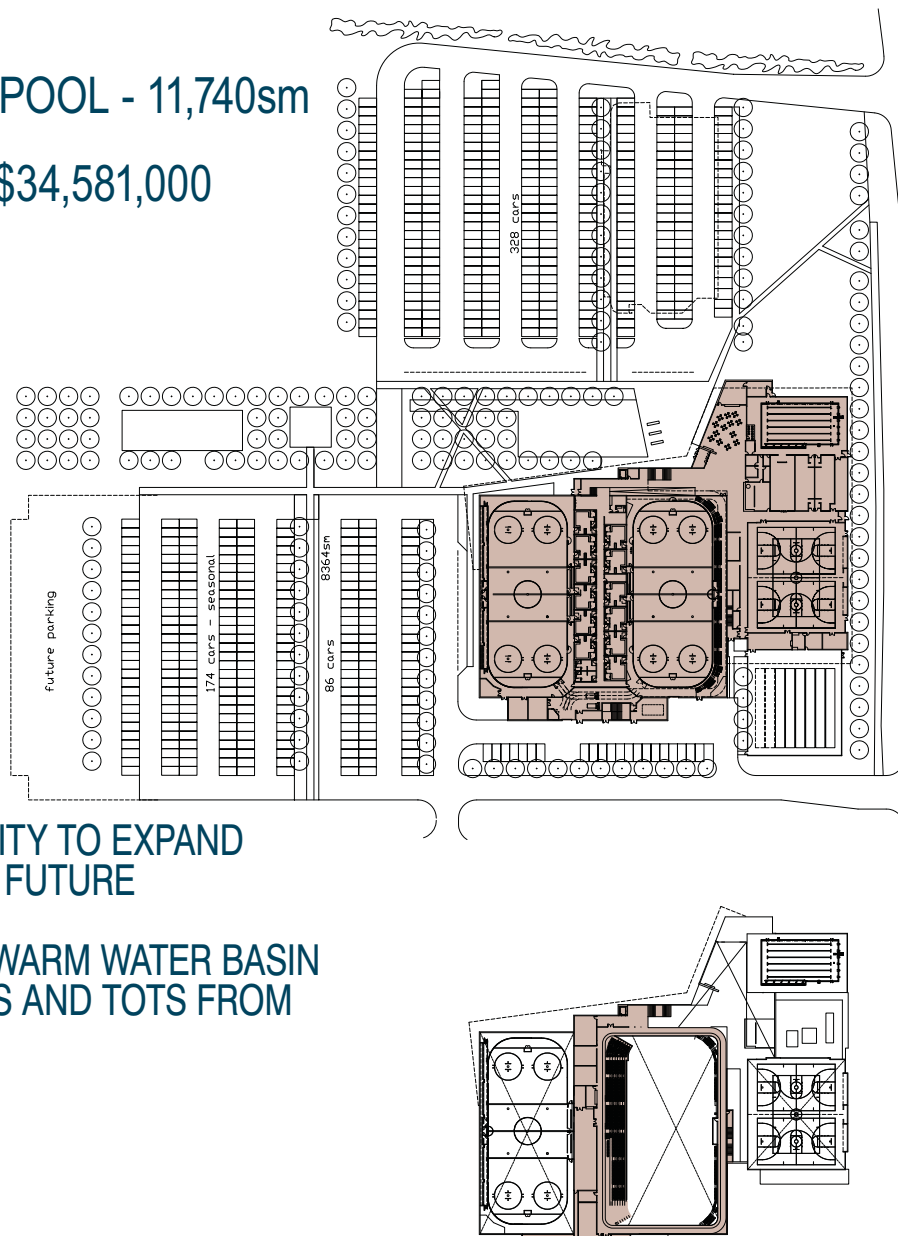 POOL - 11,740sm
$34,581,000
328 cars
future parking
174 cars - seasonal
8364sm
86 cars
ITY TO EXPAND
FUTURE
WARM WATER BASIN
S AND TOTS FROM